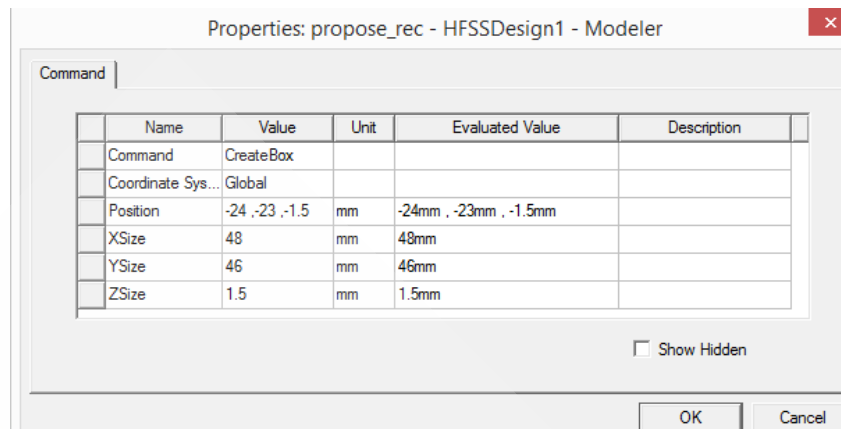 Properties: propose_rec - HFSSDesign1 - Modeler
Command
Name Value Unit Evaluated Value Description
Command CreateBox
Coordinate Sys... Global
Position -24 ,-23 ,-1.5 mm -24mm , -23mm , -1.5mm
XSize 48 mm 48mm
YSize 46 mm 46mm
ZSize 1.5 mm 1.5mm
Show Hidden
OK Cancel